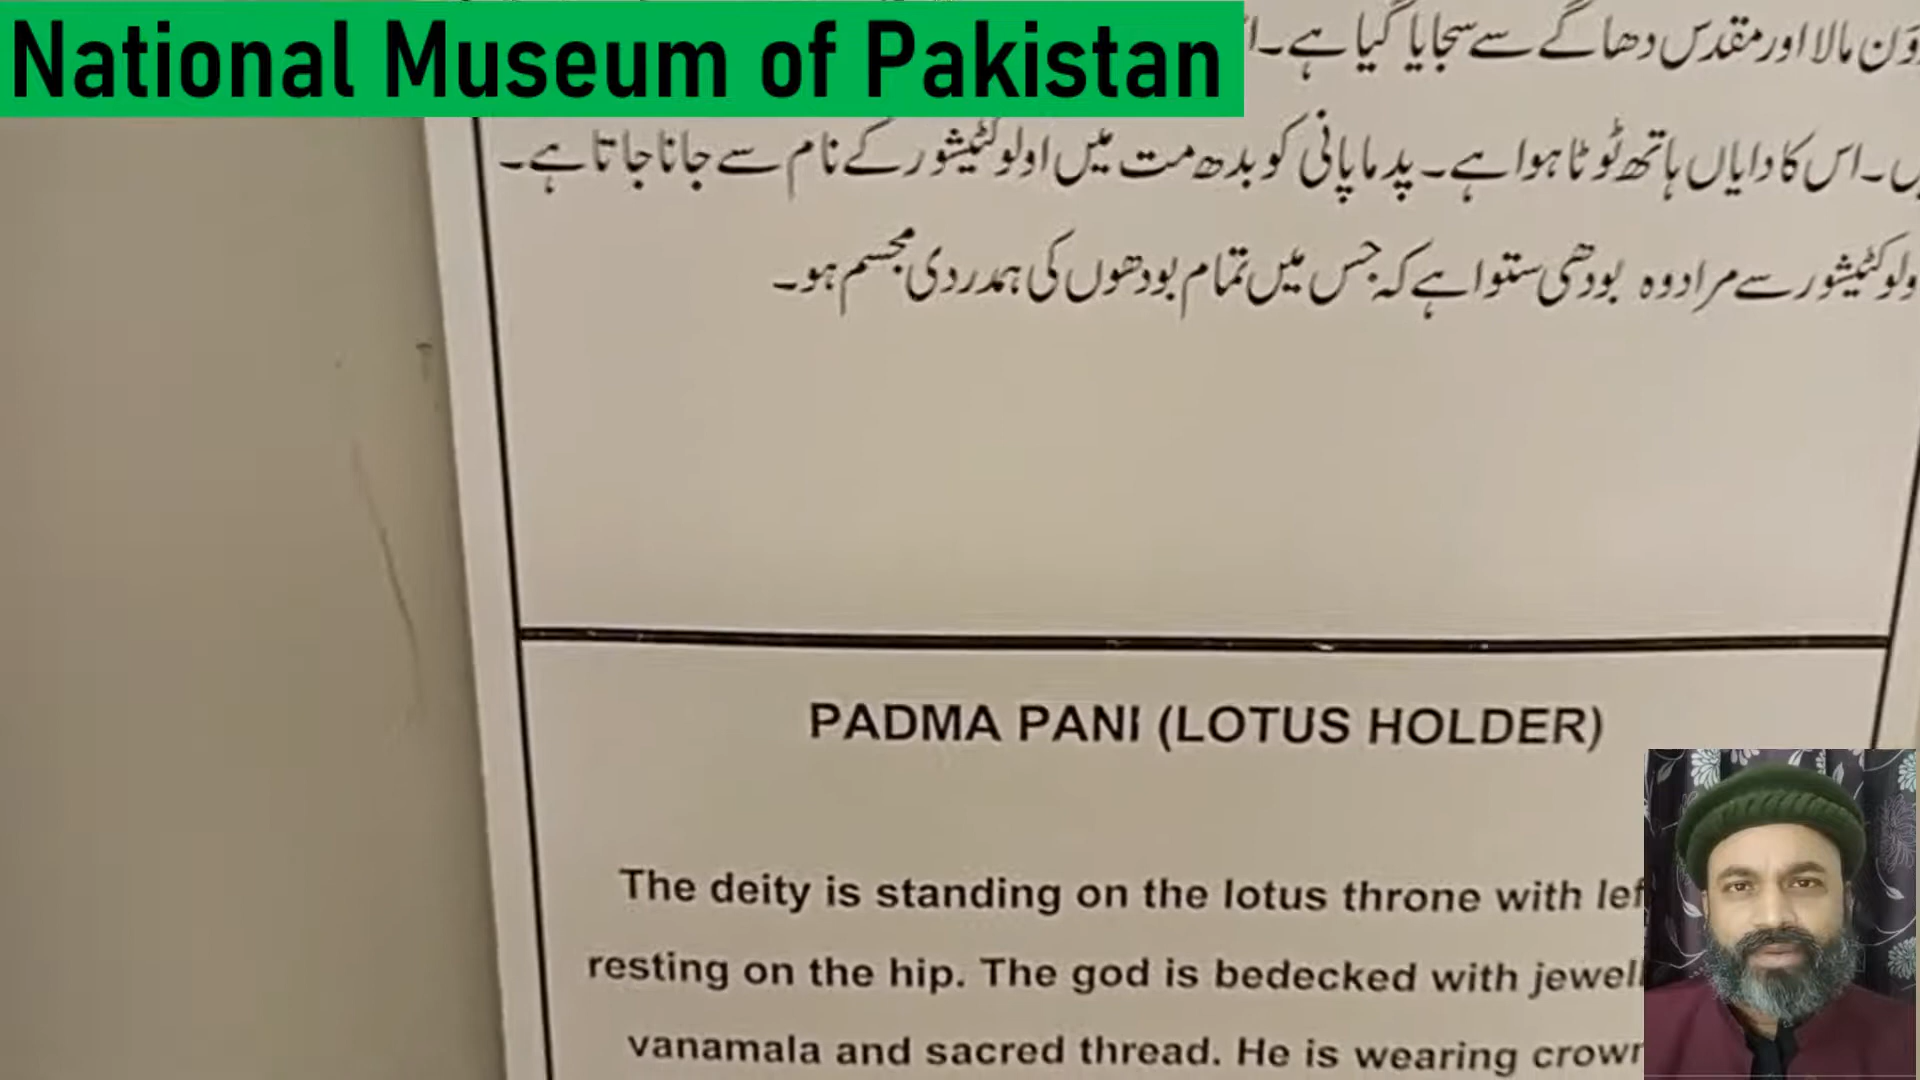 National Museum of Pakistan
وَن مالا اور مقدس دھاگے سے سجایا گیا ہے۔
اس کا دایاں ہاتھ ٹوٹا ہوا ہے۔ پدما پانی کو بدھ مت میں اولوکٹیشور کے نام سے جانا جاتا ہے۔
ولوکٹیشور سے مراد وہ بودھی ستوا ہے کہ جس میں تمام بودھوں کی ہمدردی مجسم ہو۔
PADMA PANI (LOTUS HOLDER)
The deity is standing on the lotus throne with lef
resting on the hip. The god is bedecked with jewell
vanamala and sacred thread. He is wearing crown